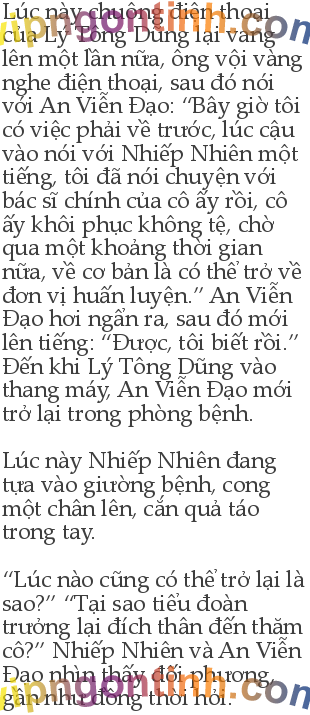 Lúc này chuông điện thoại
của Lý Tông Dũng lại vang
lên một lần nữa, ông vội vàng
nghe điện thoại, sau đó nói
với An Viễn Đạo: “Bây giờ tôi
có việc phải về trước, lúc cậu
vào nói với Nhiếp Nhiên một
tiếng, tôi đã nói chuyện với
bác sĩ chính của cô ấy rồi, cô
ấy khôi phục không tệ, chờ
qua một khoảng thời gian
nữa, về cơ bản là có thể trở về
đơn vị huấn luyện.” An Viễn
Đạo hơi ngẩn ra, sau đó mới
lên tiếng: “Được, tôi biết rồi.”
Đến khi Lý Tông Dũng vào
thang máy, An Viễn Đạo mới
trở lại trong phòng bệnh.
Lúc này Nhiếp Nhiên đang
tựa vào giường bệnh, cong
một chân lên, cắn quả táo
trong tay.
“Lúc nào cũng có thể trở lại là
sao?” “Tại sao tiểu đoàn
trưởng lại đích thân đến thăm
cô?” Nhiếp Nhiên và An Viễn
Đạo nhìn thấy đối phương,
gần như đồng thời hỏi.
vipngontinh.com
vipngontinh.com